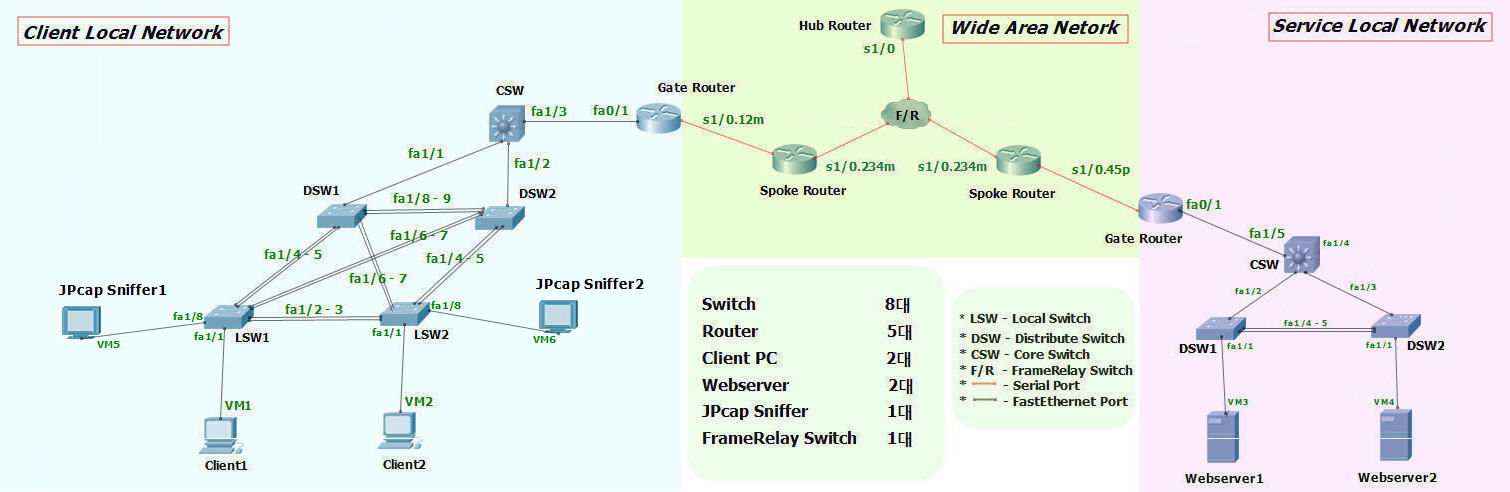 Client Local Network
Wide Area Netork
Service Local Network
Hub Router
s1/0
Gate Router
CSW
fa1/3
fa0/1
s1/0.12m
F/R
fa1/1
fa1/2
s1/0.234m
s1/0.234m
s1/0.45p
Spoke Router
Spoke Router
DSW1
DSW2
fa1/8 - 9
fa0/1
Gate Router
fa1/5
fa1/4
CSW
fa1/6 - 7
fa1/4 - 5
fa1/4 - 5
fa1/6 - 7
JPcap Sniffer1
JPcap Sniffer2
fa1/2
fa1/3
fa1/8
fa1/2 - 3
fa1/8
VM5
fa1/1
LSW1
fa1/1
LSW2
VM6
fa1/4 - 5
DSW1
fa1/1
fa1/1
DSW2
VM1
VM2
VM3
VM4
Client1
Client2
Webserver1
Webserver2
Switch 8대
Router 5대
Client PC 2대
Webserver 2대
JPcap Sniffer 1대
FrameRelay Switch 1대
* LSW - Local Switch
* DSW - Distribute Switch
* CSW - Core Switch
* F/R - FrameRelay Switch
* - Serial Port
* - FastEthernet Port